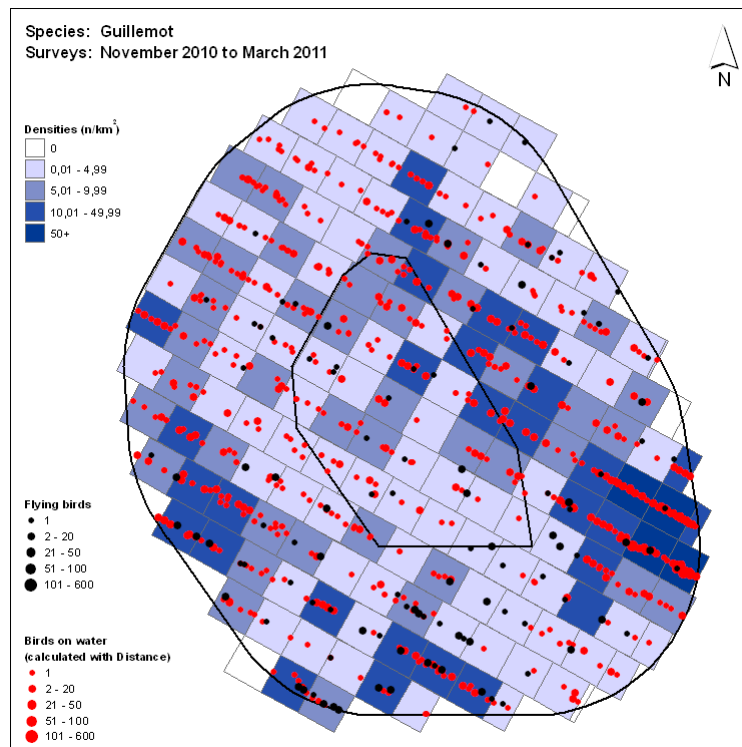 Species: Guillemot
Surveys: November 2010 to March 2011
N
Densities (n/km²)
0
0,01 - 4,99
5,01 - 9,99
10,01 - 49,99
50+
Flying birds
1
2 - 20
21 - 50
51 - 100
101 - 600
Birds on water
(calculated with Distance)
1
2 - 20
21 - 50
51 - 100
101 - 600